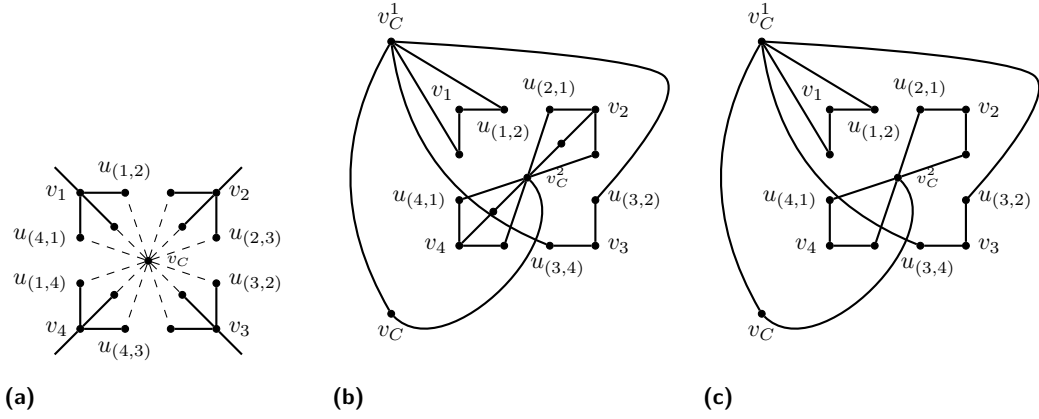 $v_1$
$u_{(1,2)}$
$v_2$
$u_{(4,1)}$
$u_{(2,3)}$
$v_C$
$u_{(1,4)}$
$u_{(3,2)}$
$v_4$
$v_3$
$u_{(4,3)}$
(a)
$v_C^1$
$u_{(2,1)}$
$v_1$
$v_2$
$u_{(1,2)}$
$v_C^2$
$u_{(4,1)}$
$u_{(3,2)}$
$v_4$
$v_3$
$u_{(3,4)}$
$v_C$
(b)
$v_C^1$
$u_{(2,1)}$
$v_1$
$v_2$
$u_{(1,2)}$
$v_C^2$
$u_{(4,1)}$
$u_{(3,2)}$
$v_4$
$v_3$
$u_{(3,4)}$
$v_C$
(c)